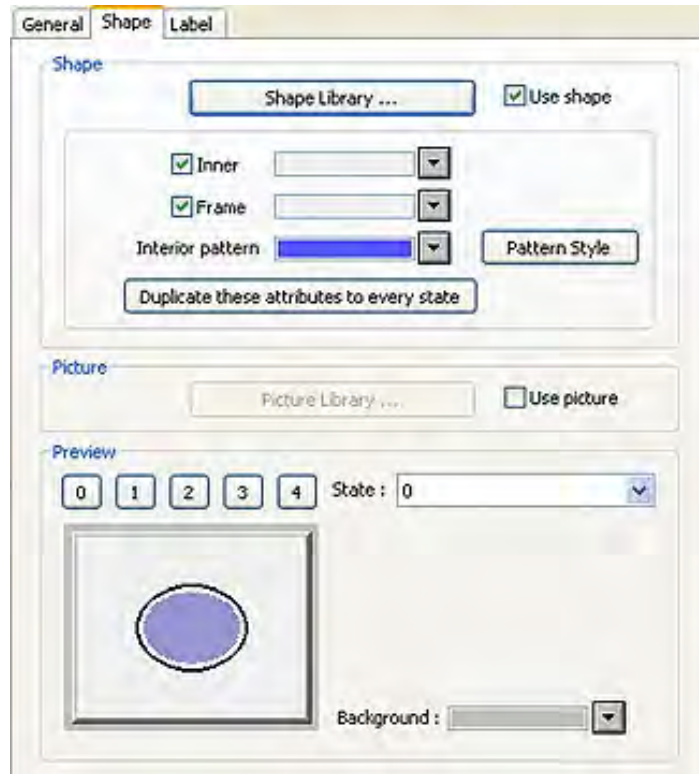 General Shape Label
Shape
Shape Library ... Use shape
Inner
Frame
Interior pattern Pattern Style
Duplicate these attributes to every state
Picture
Picture Library ... Use picture
Preview
0 1 2 3 4 State : 0
Background :